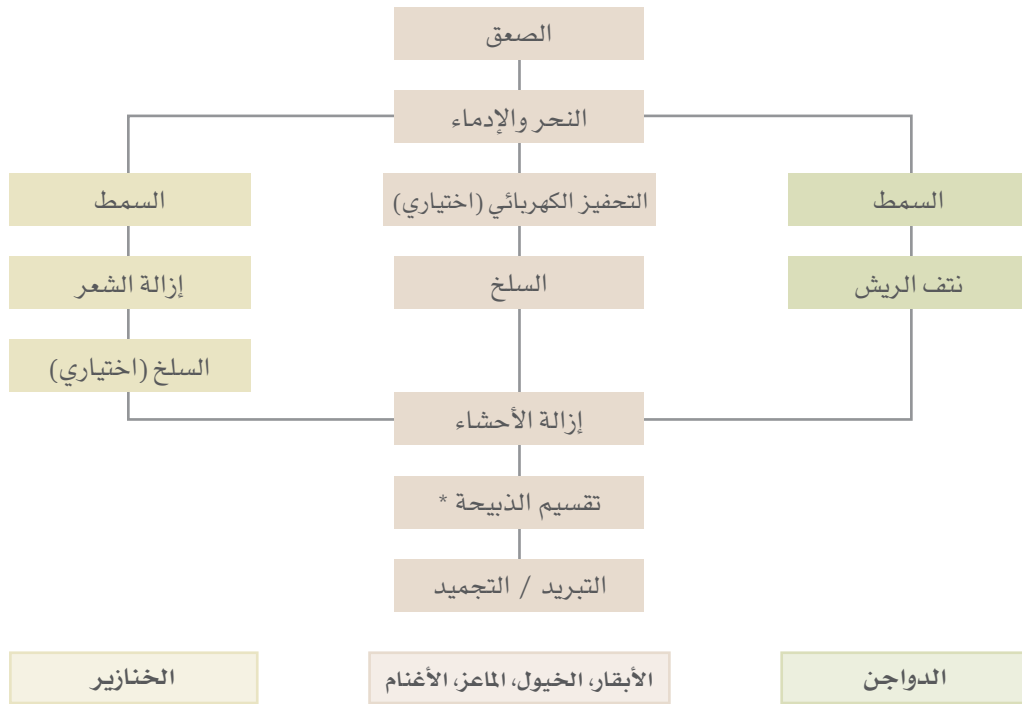 الصعق
النحر والإدماء
السمط
التحفيز الكهربائي (اختياري)
السمط
نتف الريش
السلخ
إزالة الشعر
السلخ (اختياري)
إزالة الأحشاء
تقسيم الذبيحة *
التبريد / التجميد
الدواجن
الأبقار، الخيول، الماعز، الأغنام
الخنازير